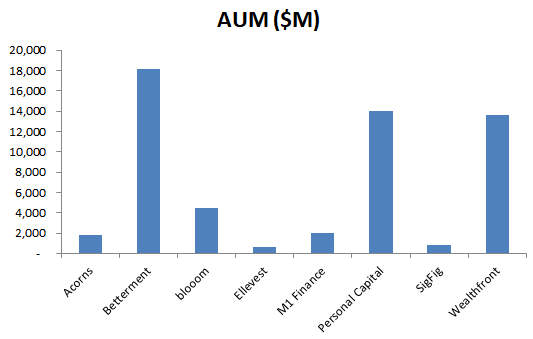 AUM ($M)
20,000
18,000
16,000
14,000
12,000
10,000
8,000
6,000
4,000
2,000
-
Acorns
Betterment
blooom
Ellevest
M1 Finance
Personal Capital
SigFig
Wealthfront